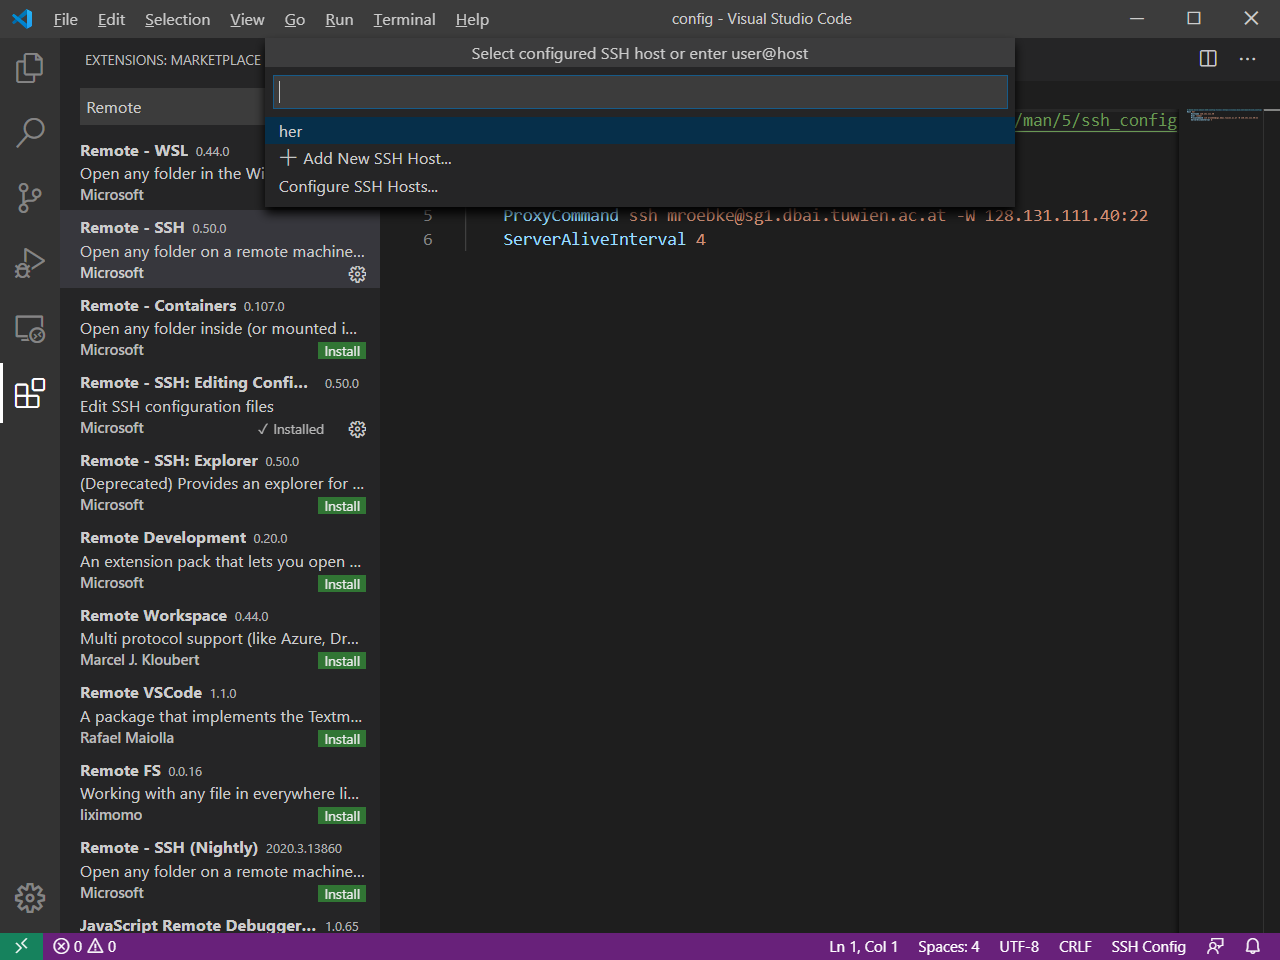 File Edit Selection View Go Run Terminal Help config - Visual Studio Code
EXTENSIONS: MARKETPLACE
Select configured SSH host or enter user@host
Remote
her
Add New SSH Host...
Configure SSH Hosts...
/man/5/ssh_config
5 ProxyCommand ssh mroebke@sg1.dbai.tuwien.ac.at -W 128.131.111.40:22
6 ServerAliveInterval 4
Remote - WSL 0.44.0
Open any folder in the Wi
Microsoft
Remote - SSH 0.50.0
Open any folder on a remote machine...
Microsoft
Remote - Containers 0.107.0
Open any folder inside (or mounted i...
Microsoft Install
Remote - SSH: Editing Confi... 0.50.0
Edit SSH configuration files
Microsoft ✓ Installed
Remote - SSH: Explorer 0.50.0
(Deprecated) Provides an explorer for ...
Microsoft Install
Remote Development 0.20.0
An extension pack that lets you open ...
Microsoft Install
Remote Workspace 0.44.0
Multi protocol support (like Azure, Dr...
Marcel J. Kloubert Install
Remote VSCode 1.1.0
A package that implements the Textm...
Rafael Maiolla Install
Remote FS 0.0.16
Working with any file in everywhere li...
liximomo Install
Remote - SSH (Nightly) 2020.3.13860
Open any folder on a remote machine...
Microsoft Install
JavaScript Remote Debugger... 1.0.65
0 0 Ln 1, Col 1 Spaces: 4 UTF-8 CRLF SSH Config